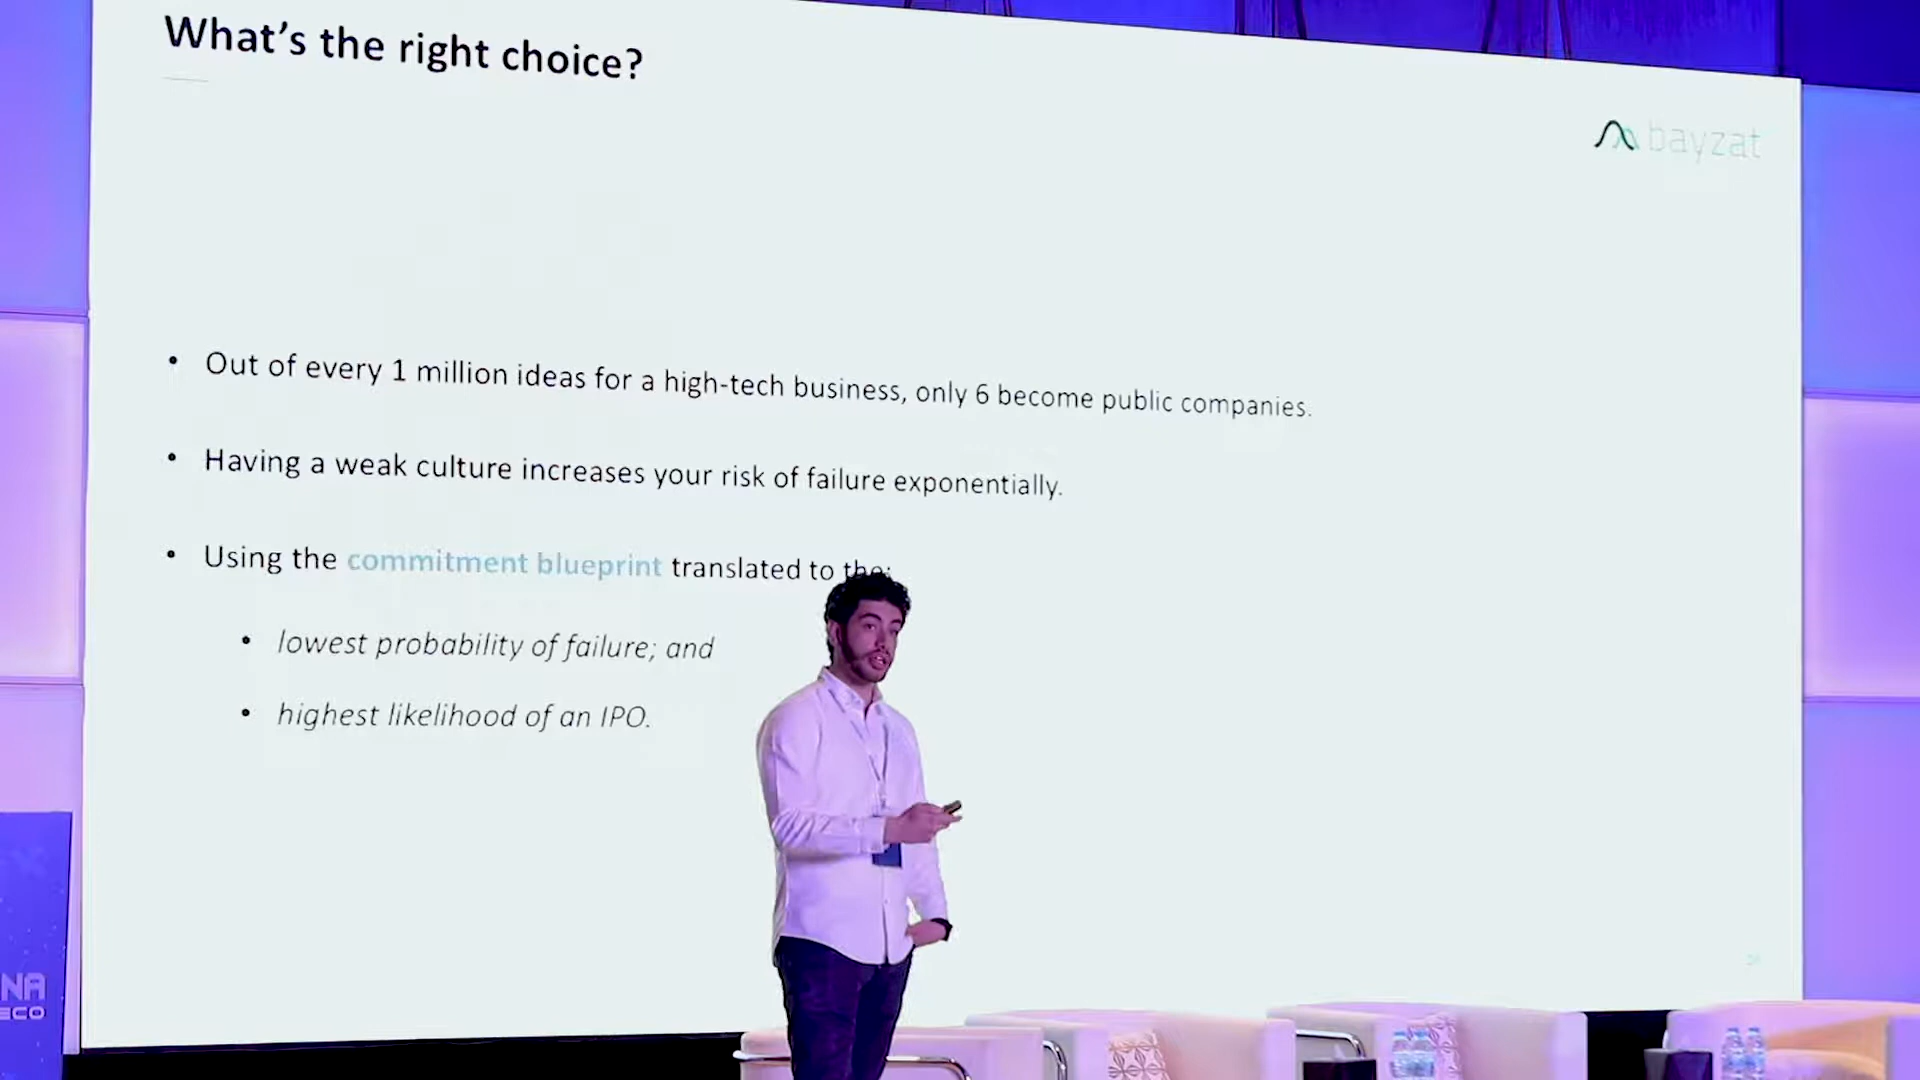 What's the right choice?
bayzat
• Out of every 1 million ideas for a high-tech business, only 6 become public companies.
• Having a weak culture increases your risk of failure exponentially.
• Using the commitment blueprint translated to the:
• lowest probability of failure; and
• highest likelihood of an IPO.
NA
ECO